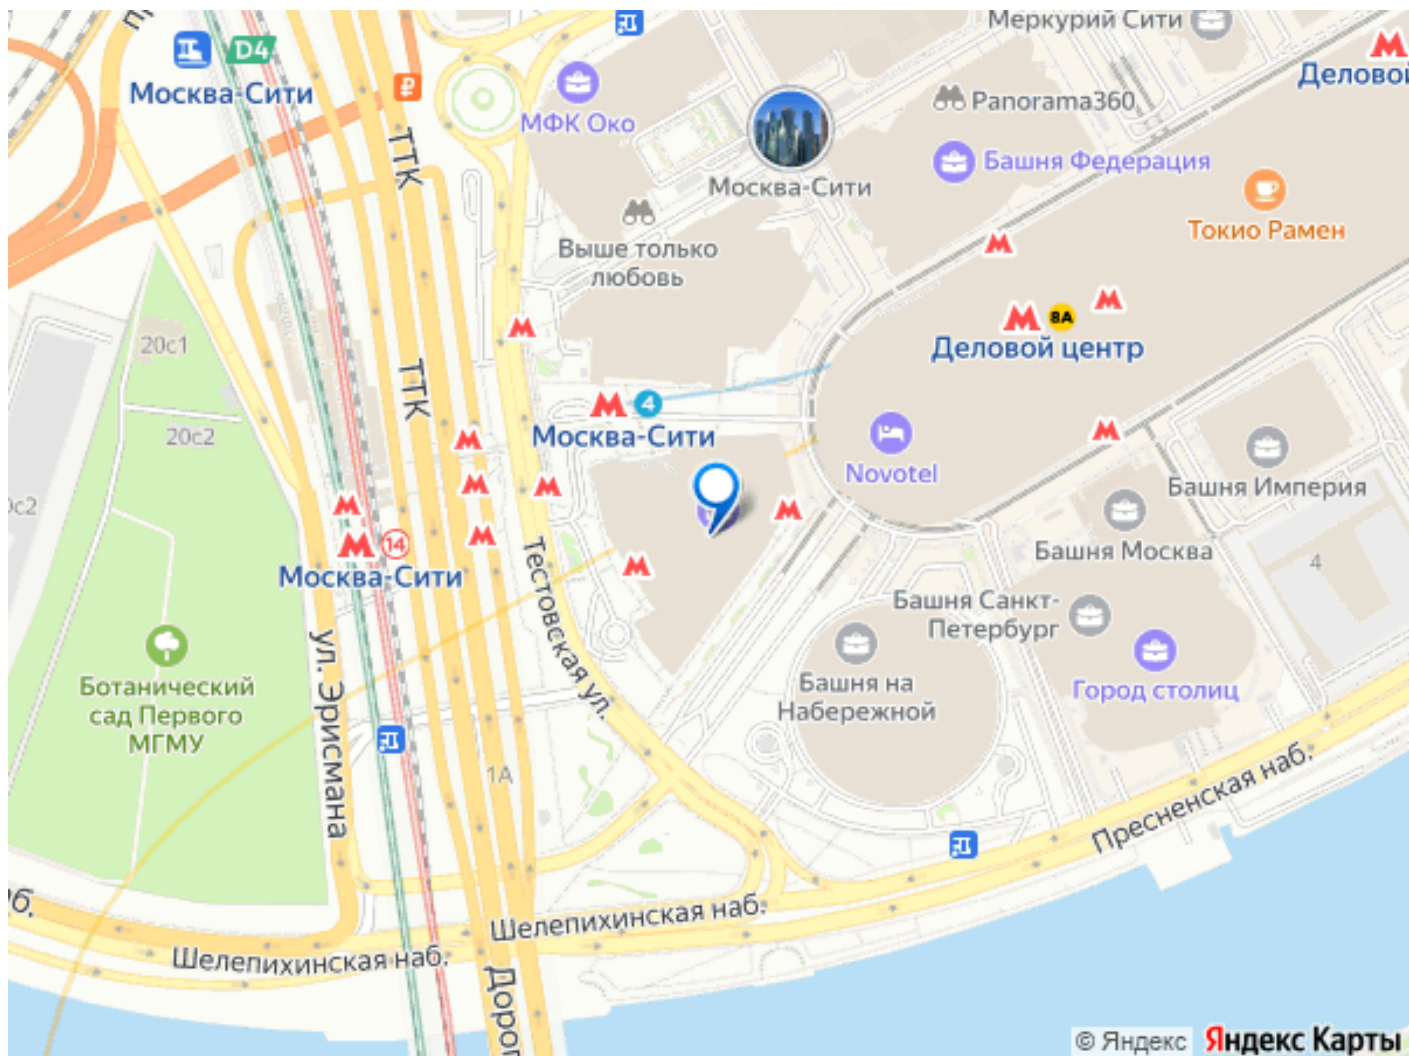 Меркурий Сити
D4
Москва-Сити
Деловой
МФК Око
Panorama360
Башня Федерация
ТТК
Москва-Сити
Токио Рамен
Выше только
любовь
8А
Деловой центр
20с1
ТТК
4
Москва-Сити
20с2
Novotel
Башня Империя
14
Москва-Сити
Башня Москва
4
Тестовская ул.
Башня Санкт-
Петербург
ул. Эрисмана
Ботанический
сад Первого
МГМУ
Башня на
Набережной
Город столиц
1А
Пресненская наб.
Шелепихинская наб.
Шелепихинская наб.
© Яндекс Яндекс Карты